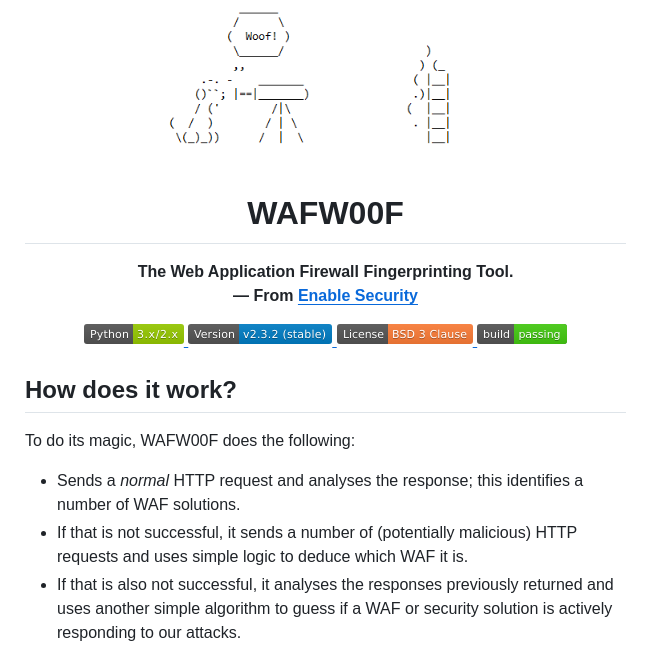 Woof!
WAFW00F
The Web Application Firewall Fingerprinting Tool.
— From Enable Security
Python 3.x/2.x Version v2.3.2 (stable) License BSD 3 Clause build passing
How does it work?
To do its magic, WAFW00F does the following:
• Sends a normal HTTP request and analyses the response; this identifies a
number of WAF solutions.
• If that is not successful, it sends a number of (potentially malicious) HTTP
requests and uses simple logic to deduce which WAF it is.
• If that is also not successful, it analyses the responses previously returned and
uses another simple algorithm to guess if a WAF or security solution is actively
responding to our attacks.